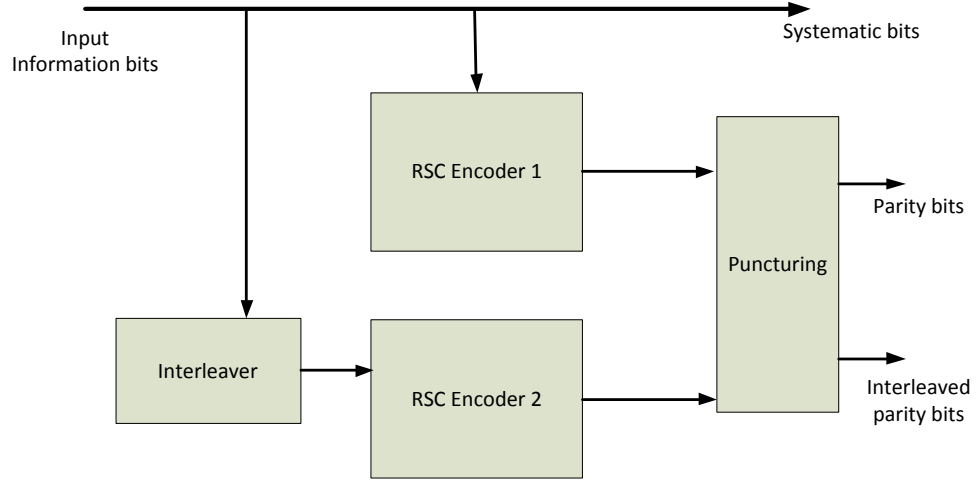 Input
Information bits
Systematic bits
RSC Encoder 1
Parity bits
Puncturing
Interleaver
RSC Encoder 2
Interleaved
parity bits